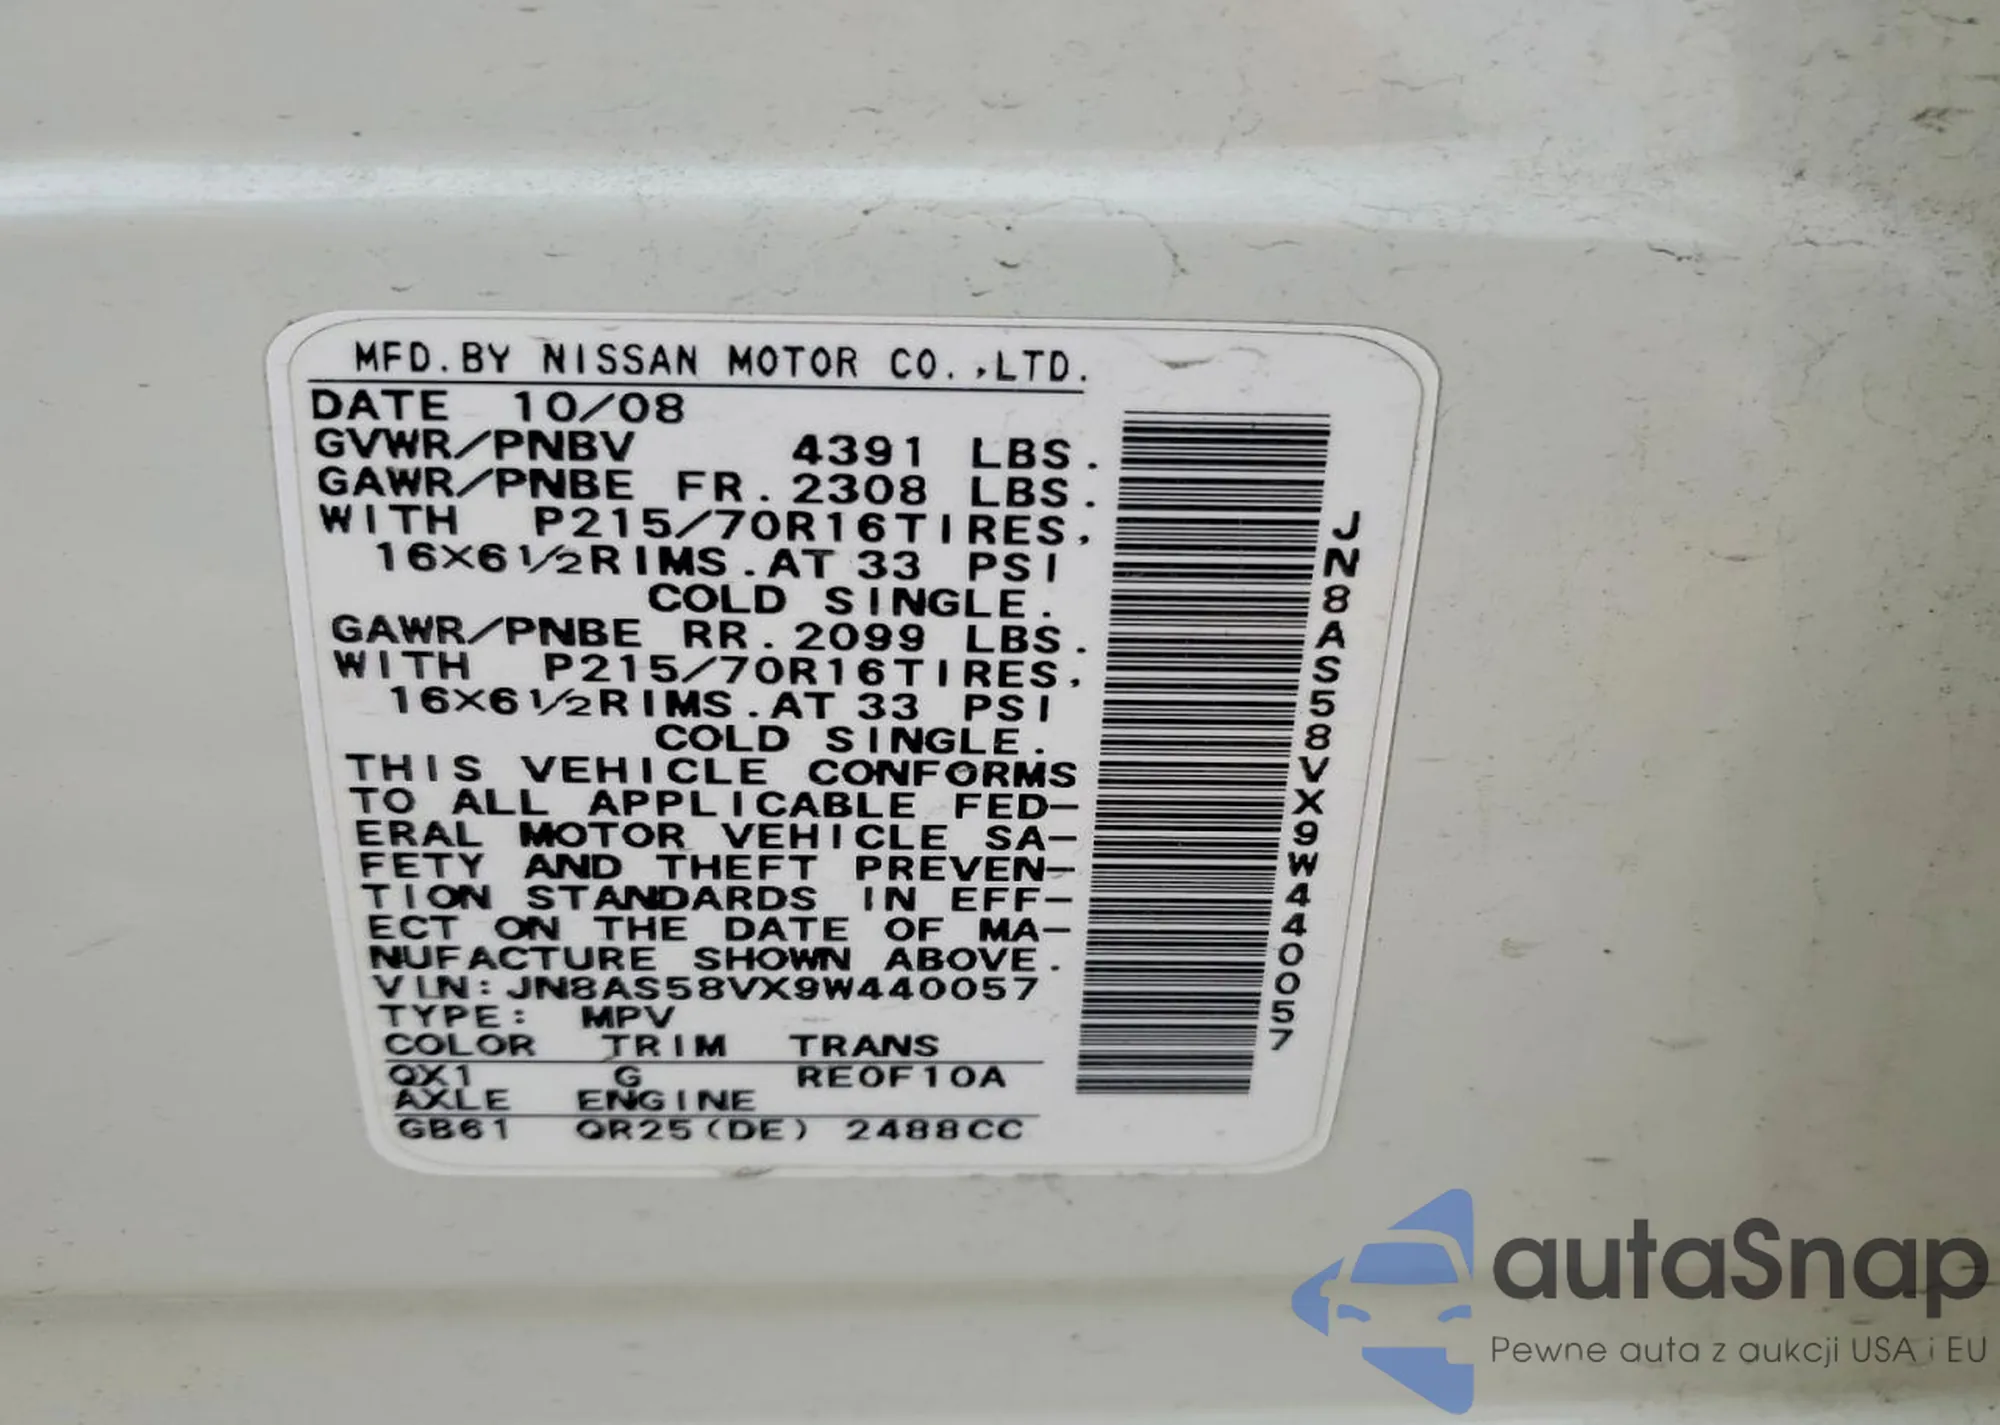 MFD.BY NISSAN MOTOR CO.,LTD.
DATE 10/08
GVWR/PNBV 4391 LBS.
GAWR/PNBE FR. 2308 LBS.
WITH P215/70R16TIRES,
16X6 1/2RIMS.AT 33 PSI
COLD SINGLE.
GAWR/PNBE RR. 2099 LBS.
WITH P215/70R16TIRES,
16X6 1/2RIMS.AT 33 PSI
COLD SINGLE.
THIS VEHICLE CONFORMS
TO ALL APPLICABLE FED-
ERAL MOTOR VEHICLE SA-
FETY AND THEFT PREVEN-
TION STANDARDS IN EFF-
ECT ON THE DATE OF MA-
NUFACTURE SHOWN ABOVE.
VIN: JN8AS58VX9W440057
TYPE: MPV
COLOR TRIM TRANS
QX1 G RE0F10A
AXLE ENGINE
GB61 QR25(DE) 2488CC
JN8AS58VX9W440057
autaSnap
Pewne auta z aukcji USA i EU